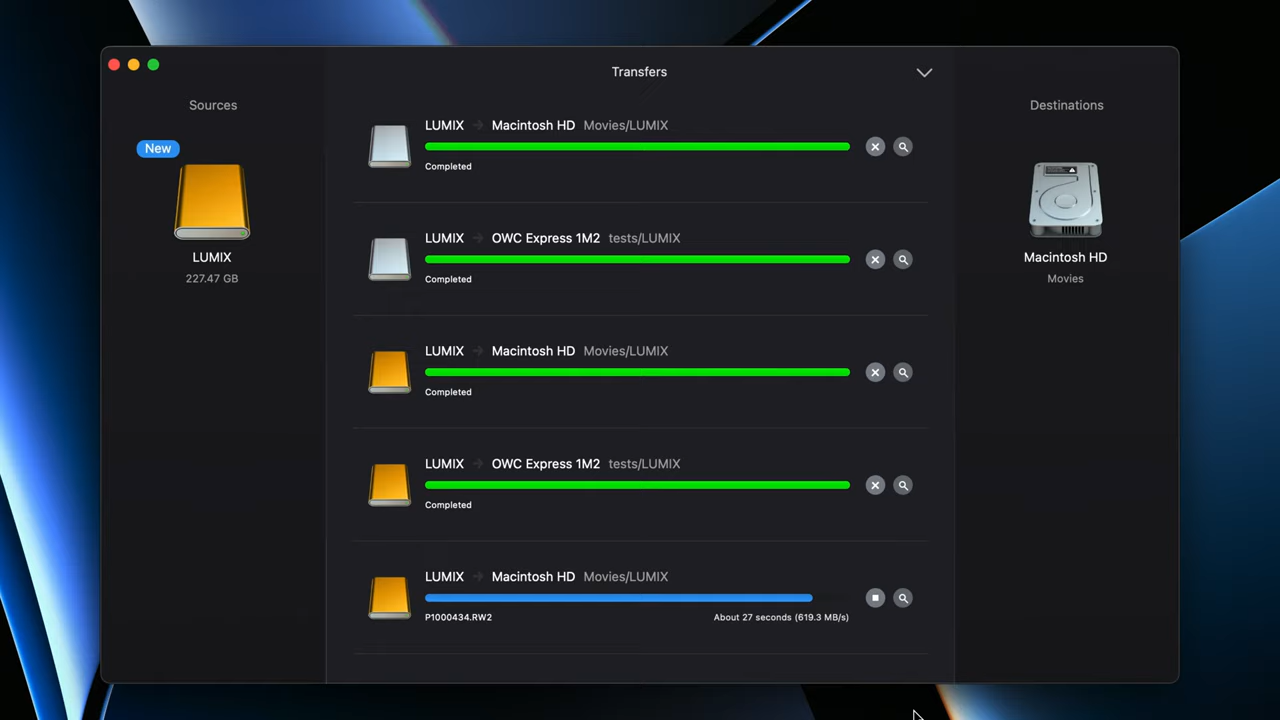 Transfers
Sources
New
LUMIX
227.47 GB
LUMIX → Macintosh HD Movies/LUMIX
Completed
LUMIX → OWC Express 1M2 tests/LUMIX
Completed
LUMIX → Macintosh HD Movies/LUMIX
Completed
LUMIX → OWC Express 1M2 tests/LUMIX
Completed
LUMIX → Macintosh HD Movies/LUMIX
P1000434.RW2 About 27 seconds (619.3 MB/s)
Destinations
Macintosh HD
Movies